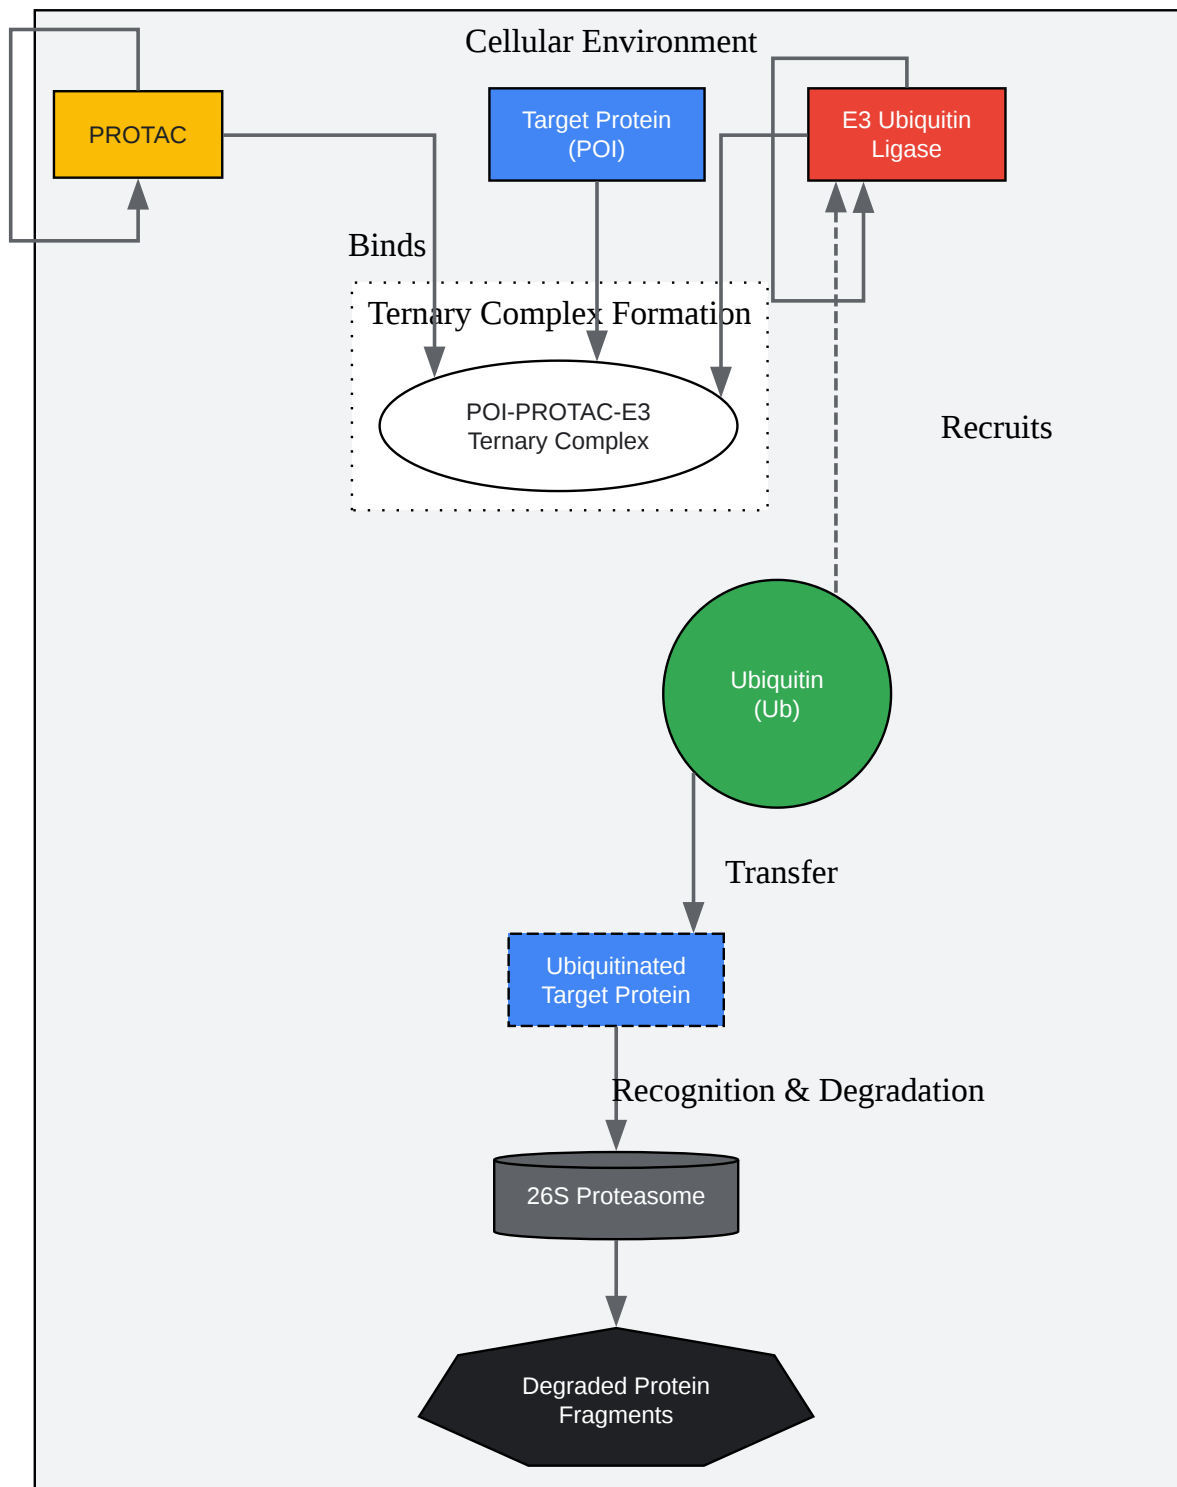 Cellular Environment
PROTAC
Target Protein
(POI)
E3 Ubiquitin
Ligase
Binds
Ternary Complex Formation
POI-PROTAC-E3
Ternary Complex
Recruits
Ubiquitin
(Ub)
Transfer
Ubiquitinated
Target Protein
Recognition & Degradation
26S Proteasome
Degraded Protein
Fragments